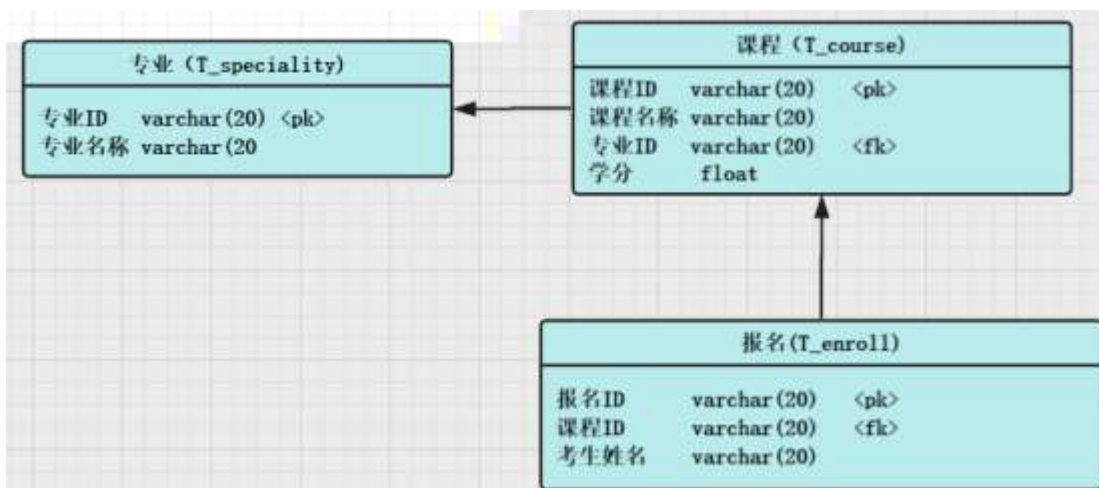 专业 (T_speciality)
专业ID varchar(20) <pk>
专业名称 varchar(20
课程 (T_course)
课程ID varchar(20) <pk>
课程名称 varchar(20)
专业ID varchar(20) <fk>
学分 float
报名(T_enroll)
报名ID varchar(20) <pk>
课程ID varchar(20) <fk>
考生姓名 varchar(20)